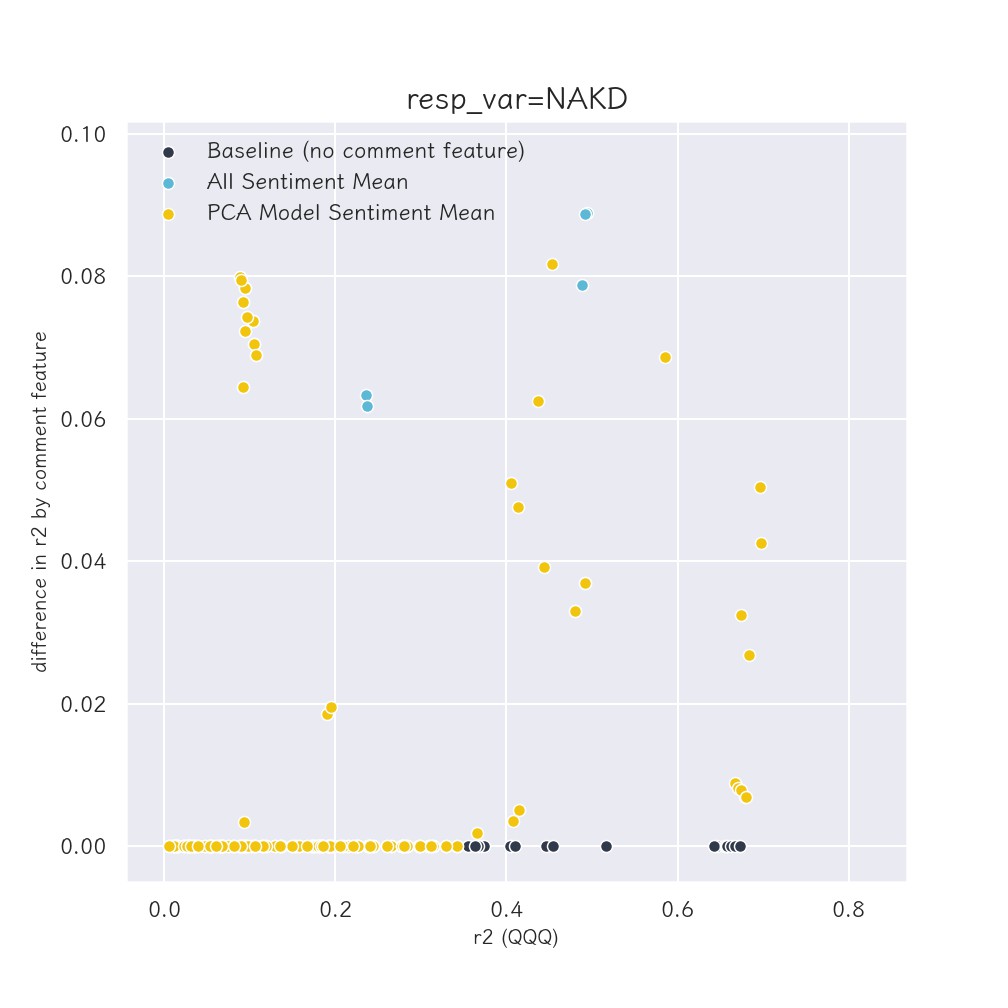 resp_var=NAKD
0.10
0.08
0.06
0.04
0.02
0.00
Baseline (no comment feature)
All Sentiment Mean
PCA Model Sentiment Mean
difference in r2 by comment feature
0.0 0.2 0.4 0.6 0.8
r2 (QQQ)